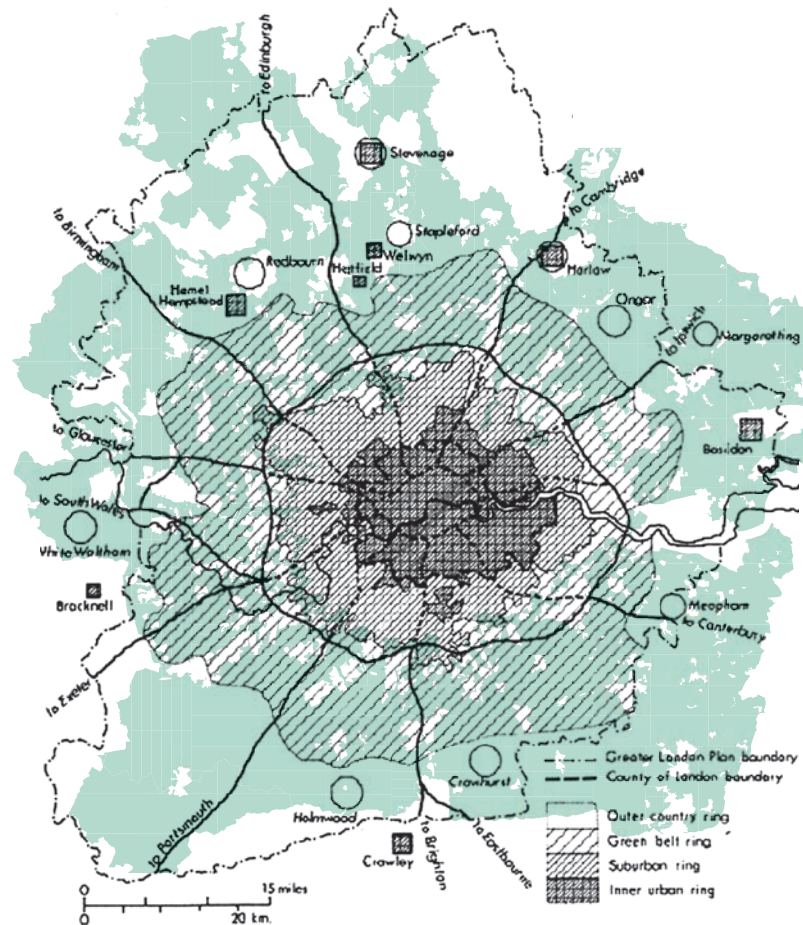 to Edinburgh
Stevenage
to Cambridge
to Birmingham
Stapleford
Redbourn
Welwyn
Hatfield
Harlow
Hemel
Hempstead
Ongar
to Ipswich
Margaretting
to Gloucester
Basildon
to South Wales
White Waltham
Bracknell
Meopham
to Canterbury
to Exeter
Greater London Plan boundary
Crowhurst
County of London boundary
Holmwood
to Portsmouth
Outer country ring
Green belt ring
Suburban ring
Inner urban ring
Crawley
to Brighton
to Eastbourne
0 15 miles
0 20 km.